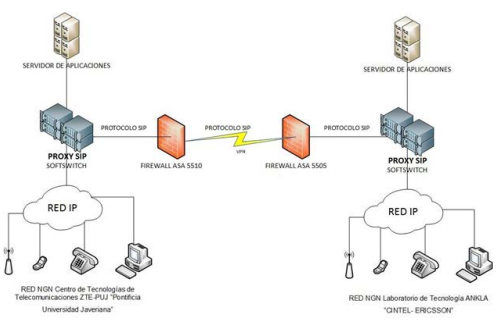 SERVIDOR DE APLICACIONES
SERVIDOR DE APLICACIONES
PROTOCOLO SIP
PROTOCOLO SIP
PROTOCOLO SIP
VPN
PROXY SIP
SOFTSWITCH
FIREWALL ASA 5510
FIREWALL ASA 5505
PROXY SIP
SOFTSWITCH
RED IP
RED IP
RED NGN Centro de Tecnologías de
Telecomunicaciones ZTE-PUJ "Pontificia
Universidad Javeriana"
RED NGN Laboratorio de Tecnología ANKLA
"CINTEL- ERICSSON"